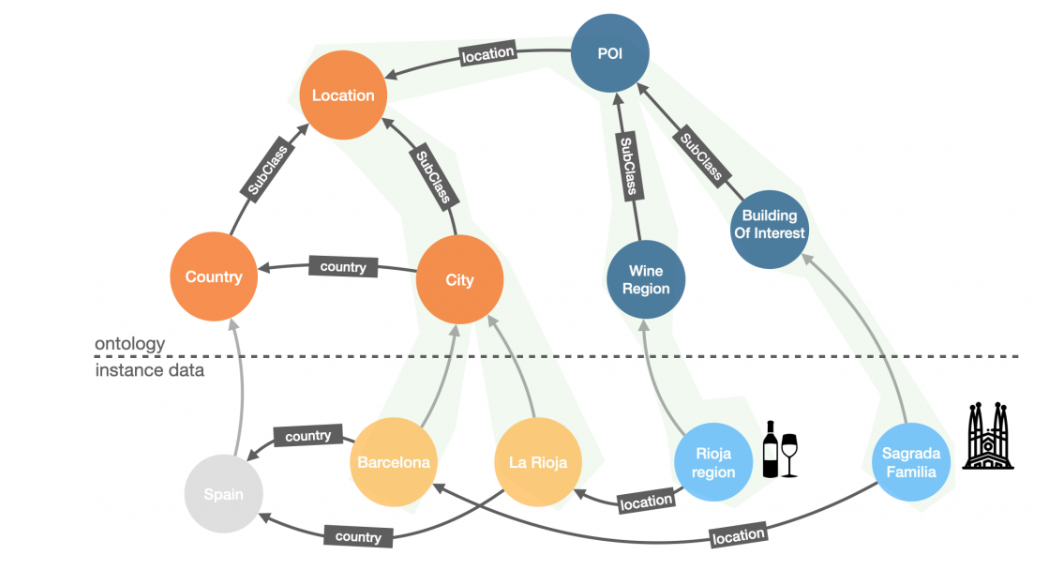 POI
location
Location
SubClass
SubClass
SubClass
SubClass
Building
Of Interest
Country
country
City
Wine
Region
ontology
instance data
country
Barcelona
La Rioja
Rioja
region
Sagrada
Familia
Spain
location
country
location